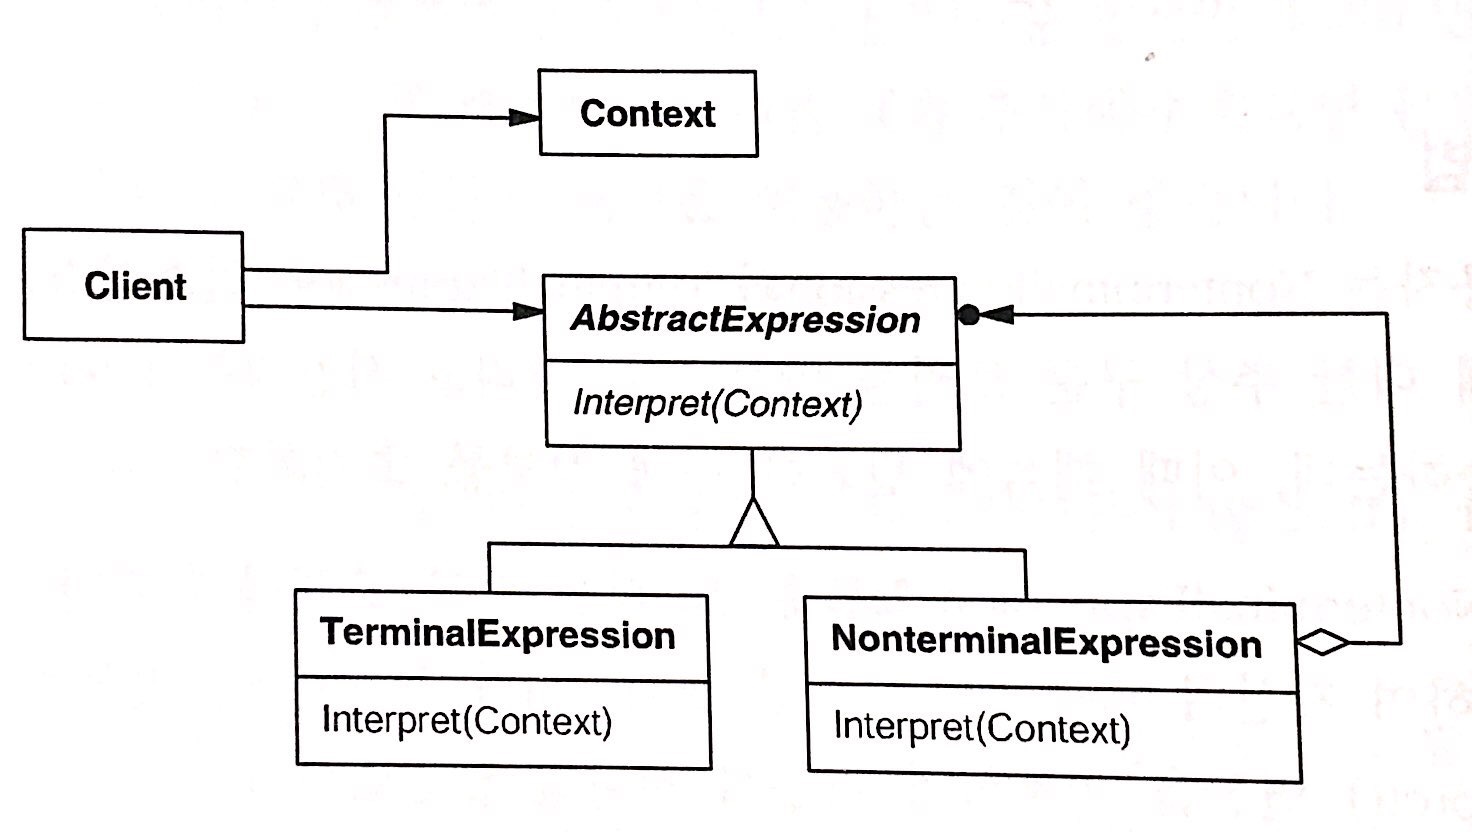 Context
Client
AbstractExpression
Interpret(Context)
TerminalExpression
Interpret(Context)
NonterminalExpression
Interpret(Context)